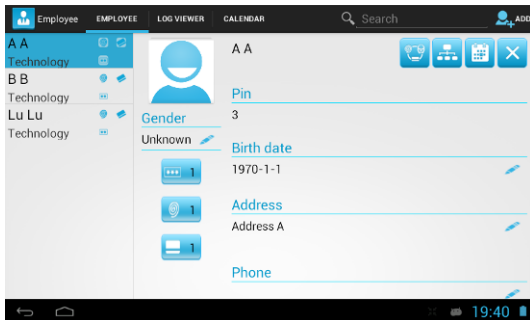 Employee EMPLOYEE LOG VIEWER CALENDAR Search ADD
A A
Technology
B B
Technology
Lu Lu
Technology
Gender
Unknown
1
1
1
A A
Pin
3
Birth date
1970-1-1
Address
Address A
Phone
19:40